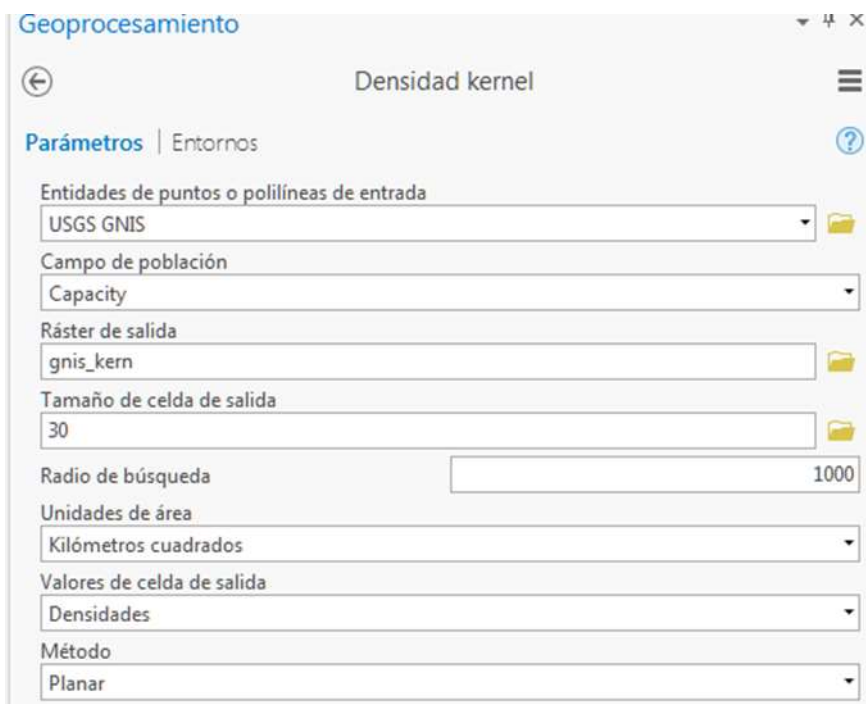 Geoprocesamiento
Densidad kernel
Parámetros | Entornos
Entidades de puntos o polilíneas de entrada
USGS GNIS
Campo de población
Capacity
Ráster de salida
gnis_kern
Tamaño de celda de salida
30
Radio de búsqueda 1000
Unidades de área
Kilómetros cuadrados
Valores de celda de salida
Densidades
Método
Planar